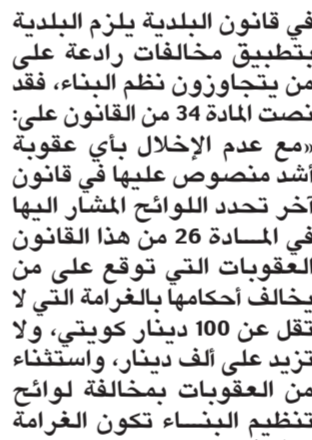 في قانون البلدية يلزم البلدية
بتطبيق مخالفات رادعة على
من يتجاوزون نظم البناء، فقد
نصت المادة 34 من القانون على:
«مع عدم الإخلال بأي عقوبة
أشد منصوص عليها في قانون
آخر تحدد اللوائح المشار اليها
في المــادة 26 من هذا القانون
العقوبات التي توقع على من
يخالف أحكامها بالغرامة التي لا
تقل عن 100 دينار كويتي، ولا
تزيد على ألف دينار، واستثناء
من العقوبات بمخالفة لوائح
تنظيم البنــاء تكون الغرامة